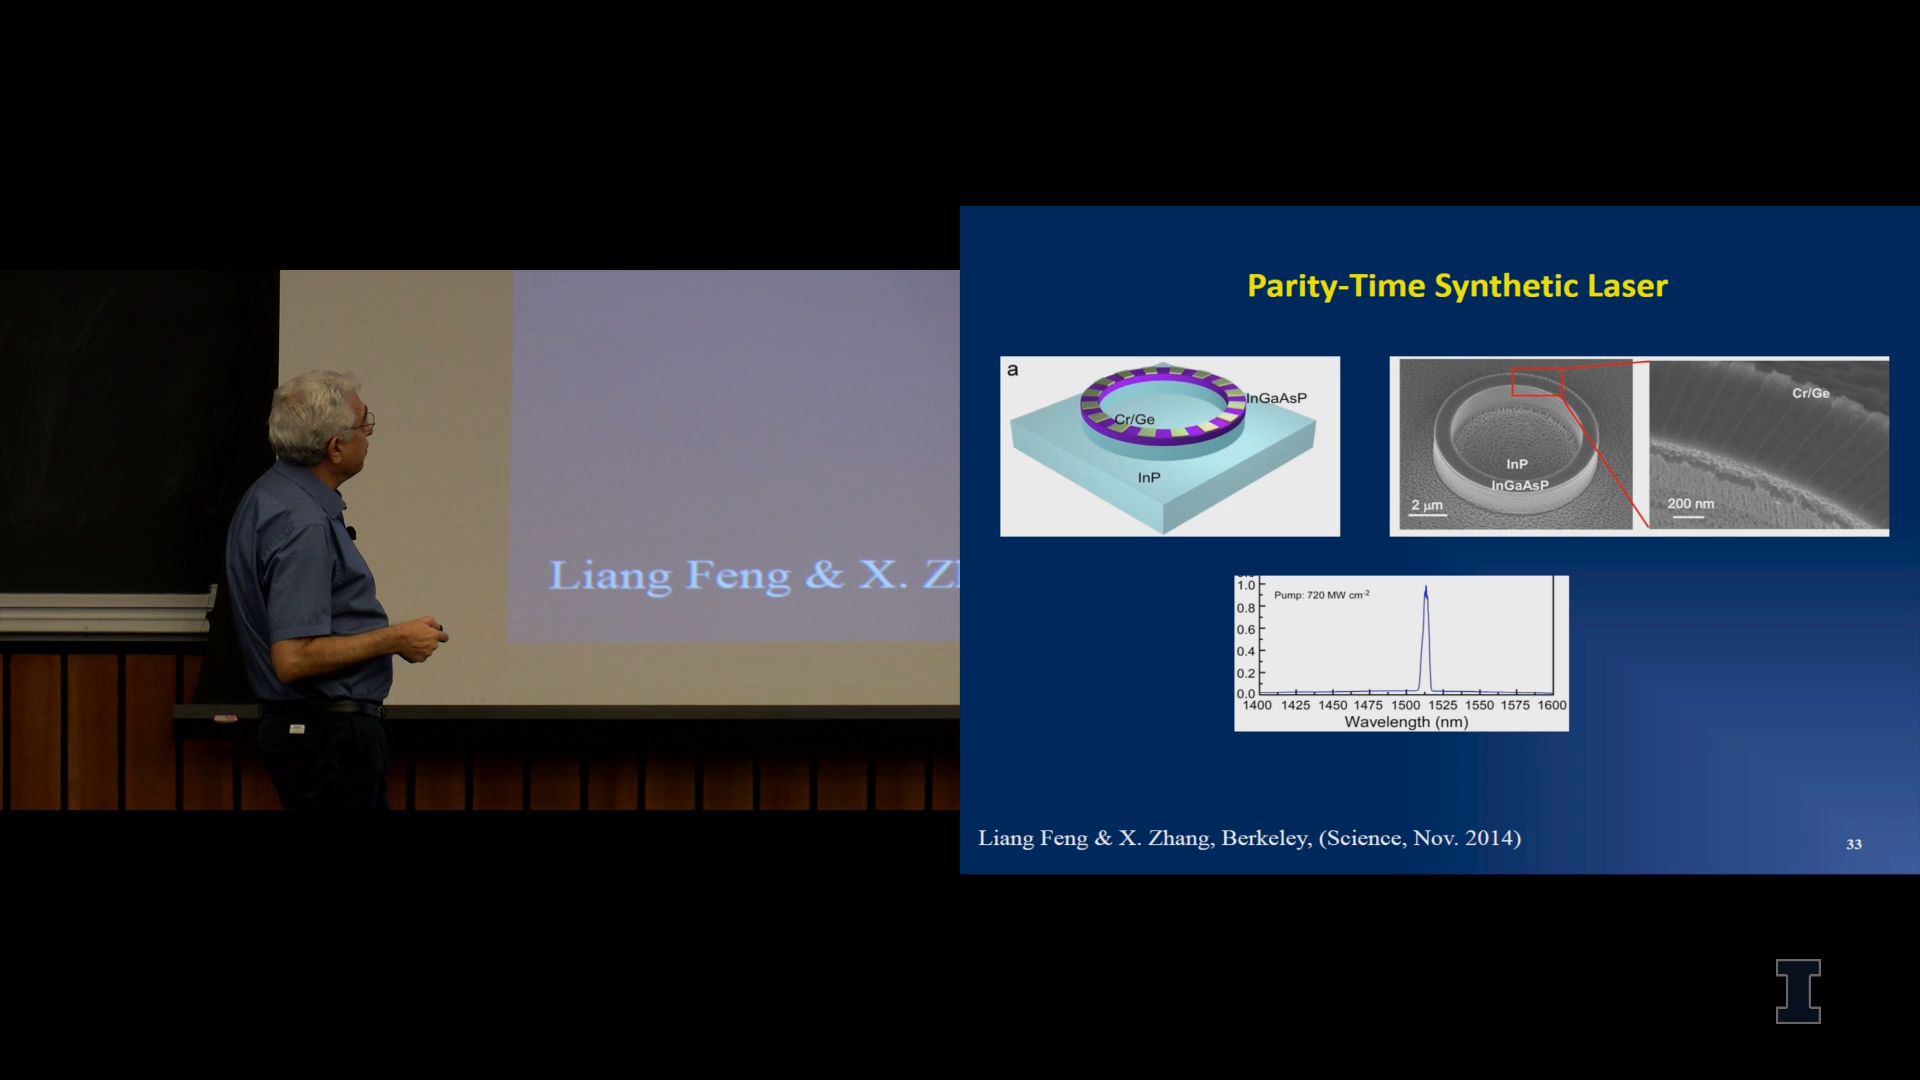 Liang Feng & X. Z
Parity-Time Synthetic Laser
a
InGaAsP
Cr/Ge
InP
InP
InGaAsP
2 μm
Cr/Ge
200 nm
Pump: 720 MW cm-2
1.0
0.8
0.6
0.4
0.2
0.0
1400 1425 1450 1475 1500 1525 1550 1575 1600
Wavelength (nm)
Liang Feng & X. Zhang, Berkeley, (Science, Nov. 2014)
33
I